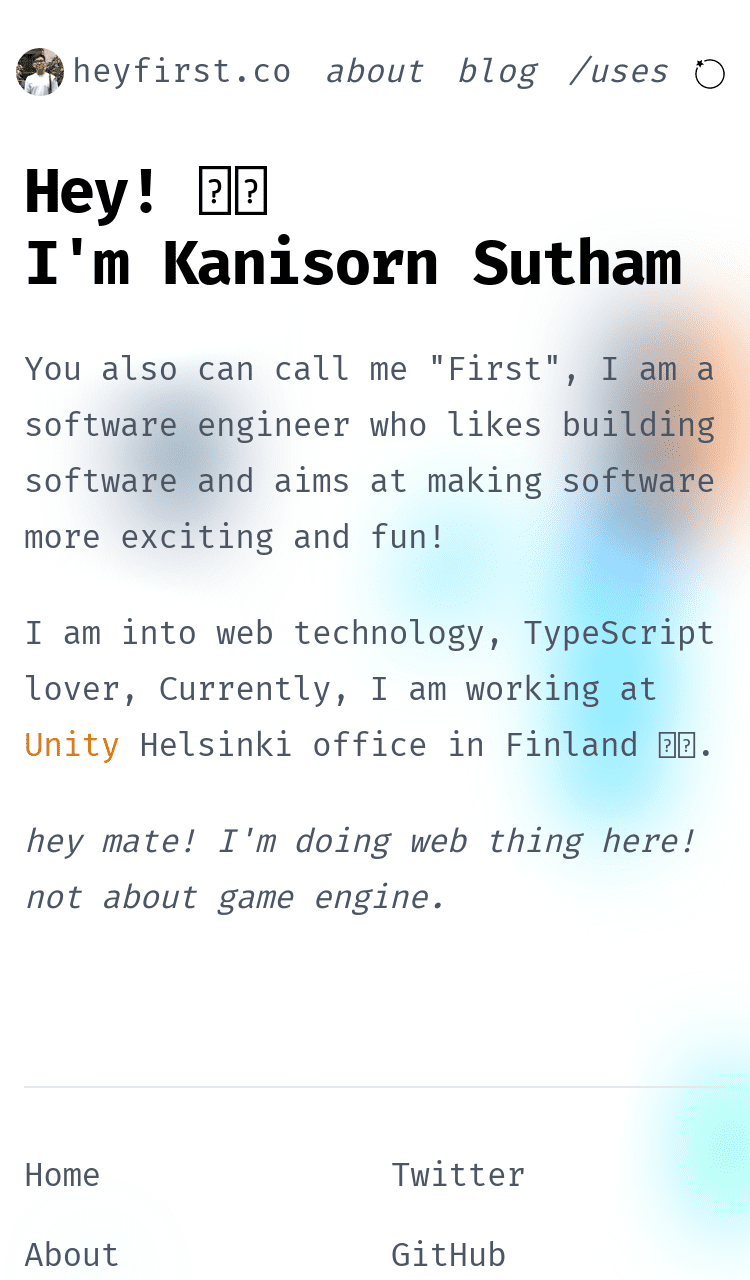 heyfirst.co about blog /uses
Hey!
I'm Kanisorn Sutham
You also can call me "First", I am a
software engineer who likes building
software and aims at making software
more exciting and fun!
I am into web technology, TypeScript
lover, Currently, I am working at
Unity Helsinki office in Finland .
hey mate! I'm doing web thing here!
not about game engine.
Home
Twitter
About
GitHub